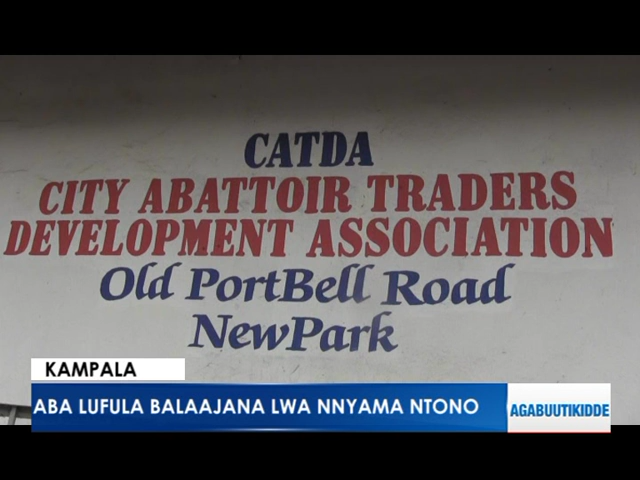 CATDA
CITY ABATTOIR TRADERS
DEVELOPMENT ASSOCIATION
Old PortBell Road
NewPark
KAMPALA
ABA LUFULA BALAAJANA LWA NNYAMA NTONO
AGABUUTIKIDDE